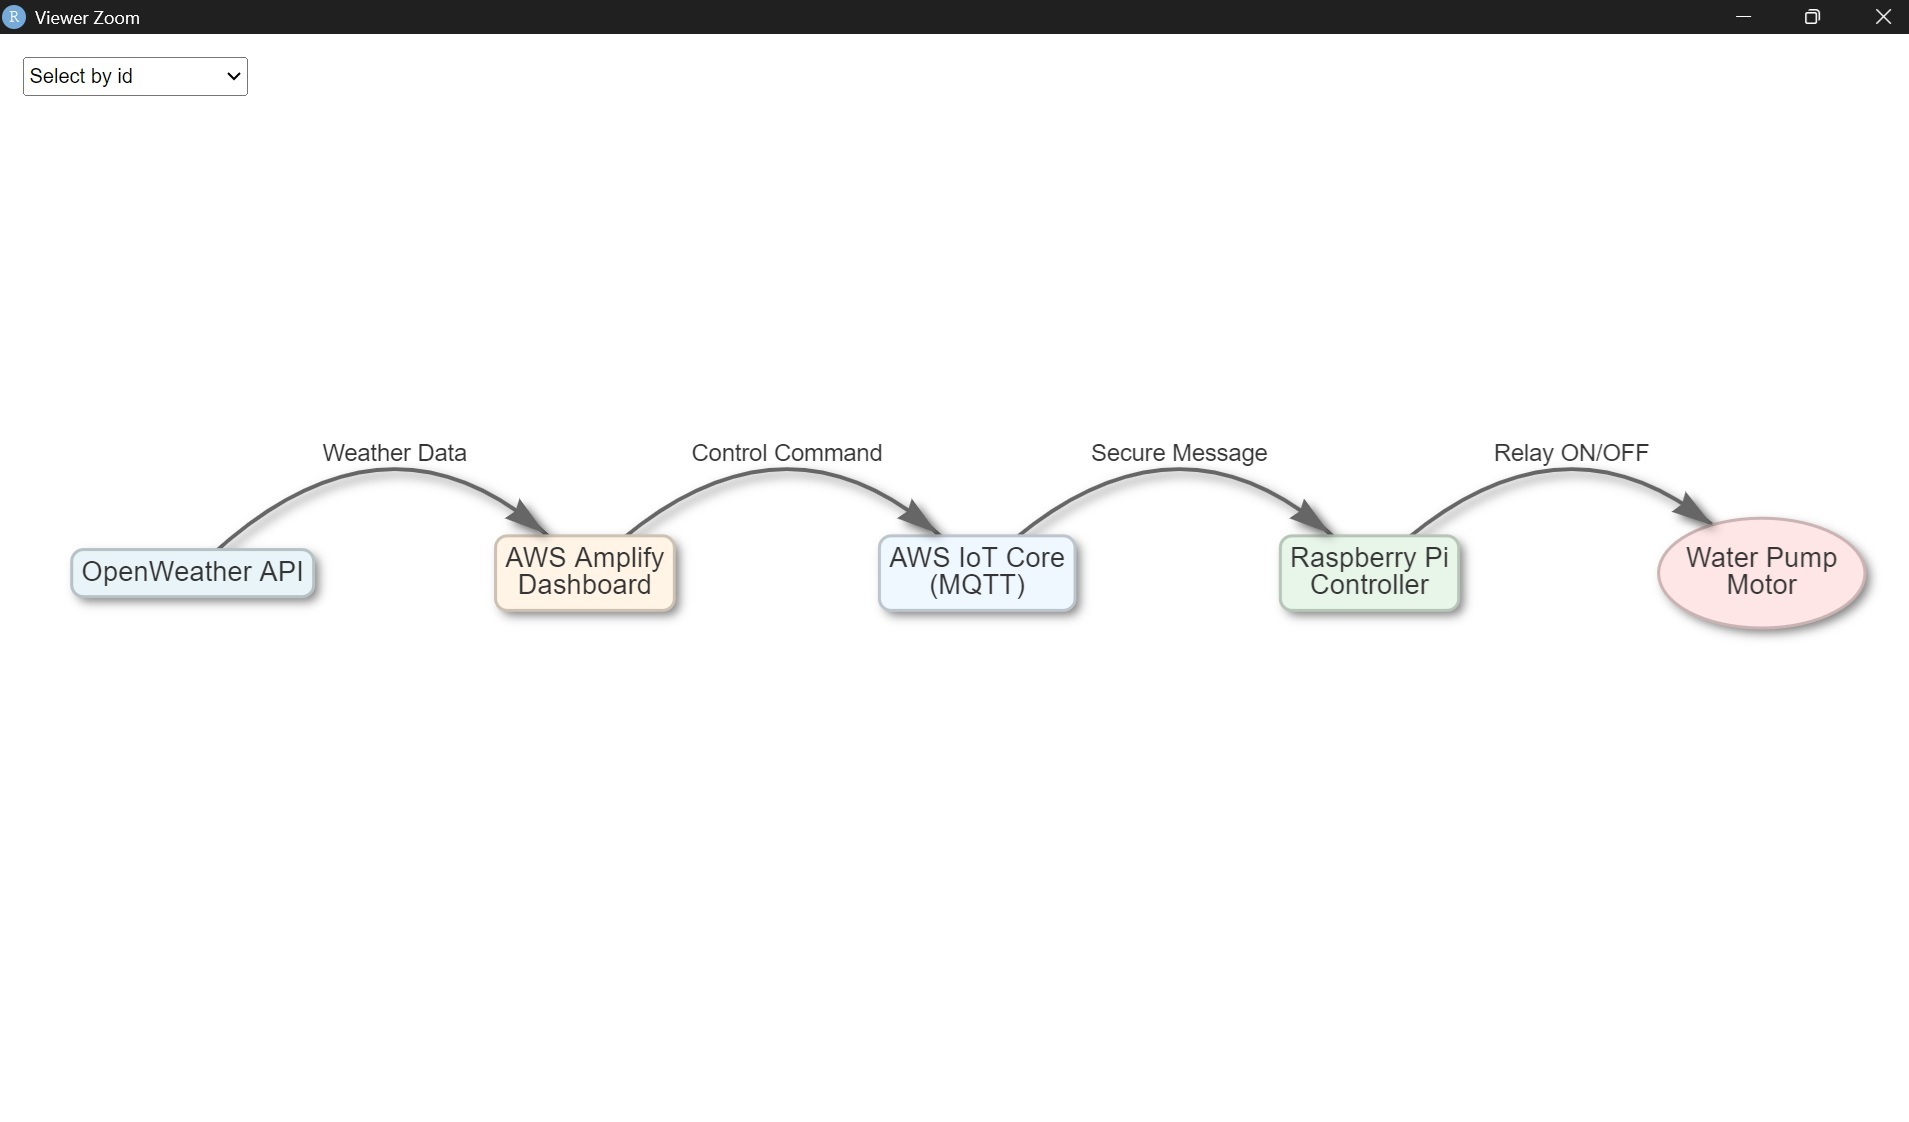 R Viewer Zoom
Select by id
Weather Data
Control Command
Secure Message
Relay ON/OFF
OpenWeather API
AWS Amplify
Dashboard
AWS IoT Core
(MQTT)
Raspberry Pi
Controller
Water Pump
Motor